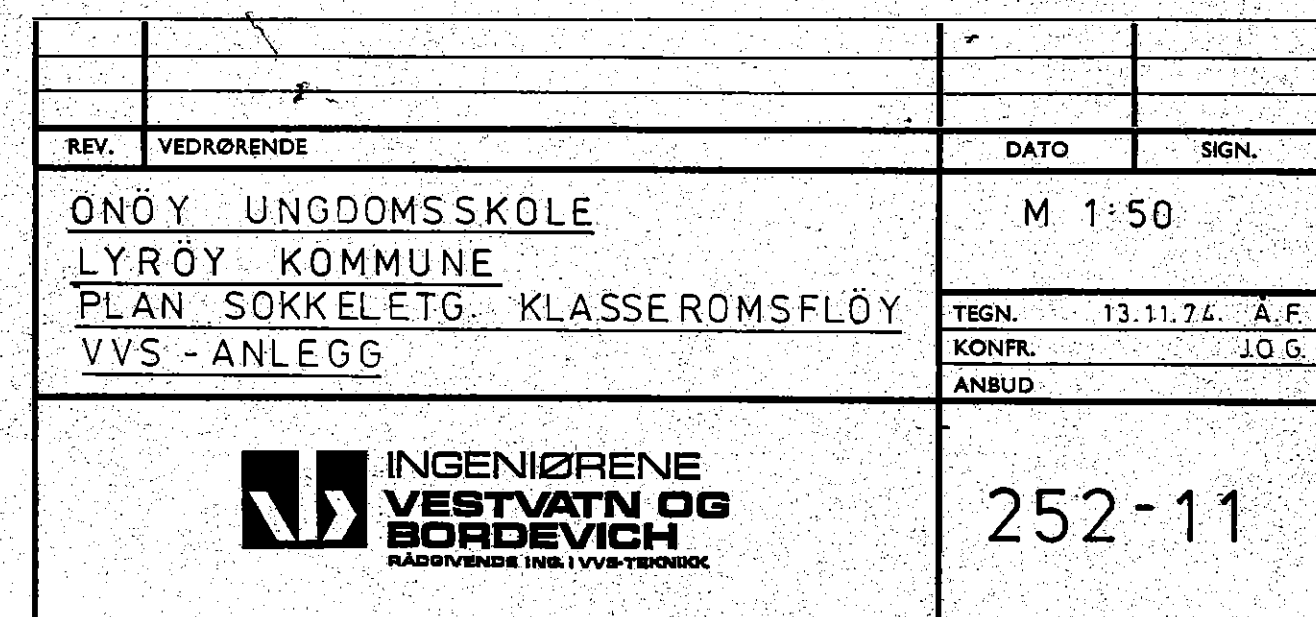 REV. VEDRØRENDE DATO SIGN.
ONÖY UNGDOMSSKOLE
LYRÖY KOMMUNE
PLAN SOKKELETG. KLASSEROMSFLÖY
VVS - ANLEGG
M 1:50
TEGN. 13.11.74. Å.F.
KONFR. J.O.G.
ANBUD
INGENIØRENE
VESTVATN OG
BORDEVICH
RÅDGIVENDE ING. I VVS-TEKNIKK
252-11